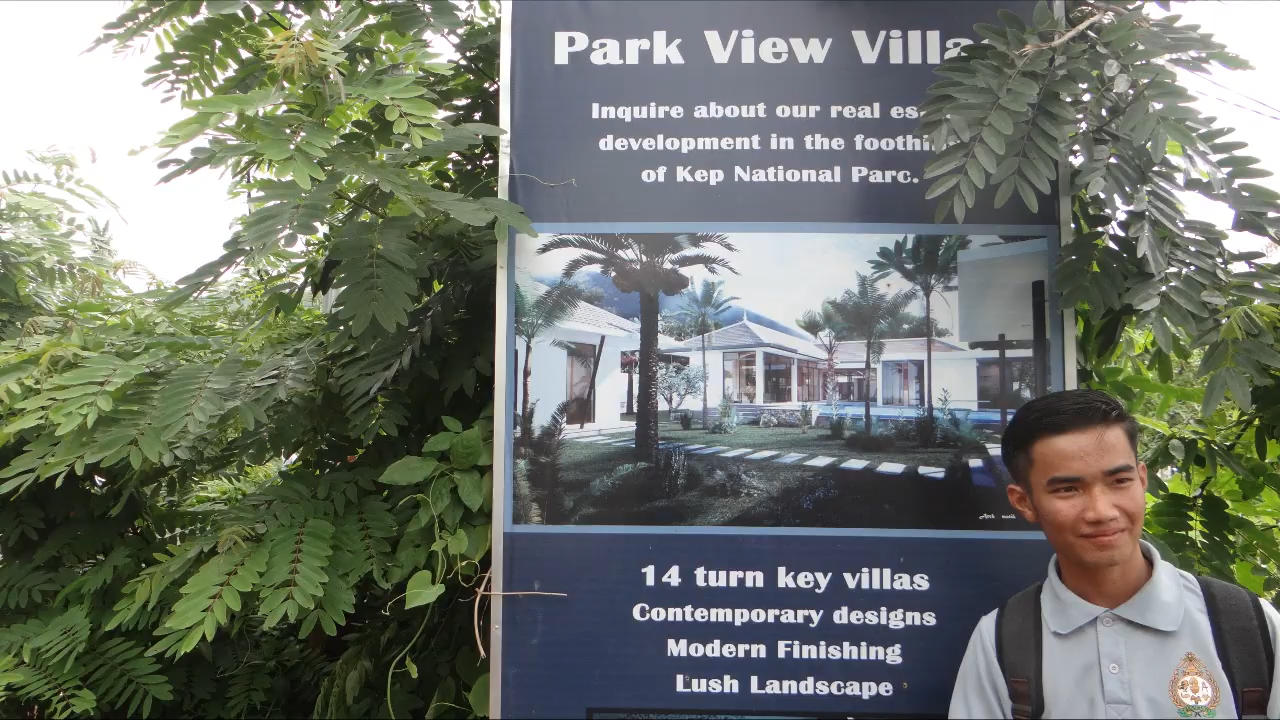 Park View Villa
Inquire about our real es
development in the foothi
of Kep National Parc.
14 turn key villas
Contemporary designs
Modern Finishing
Lush Landscape